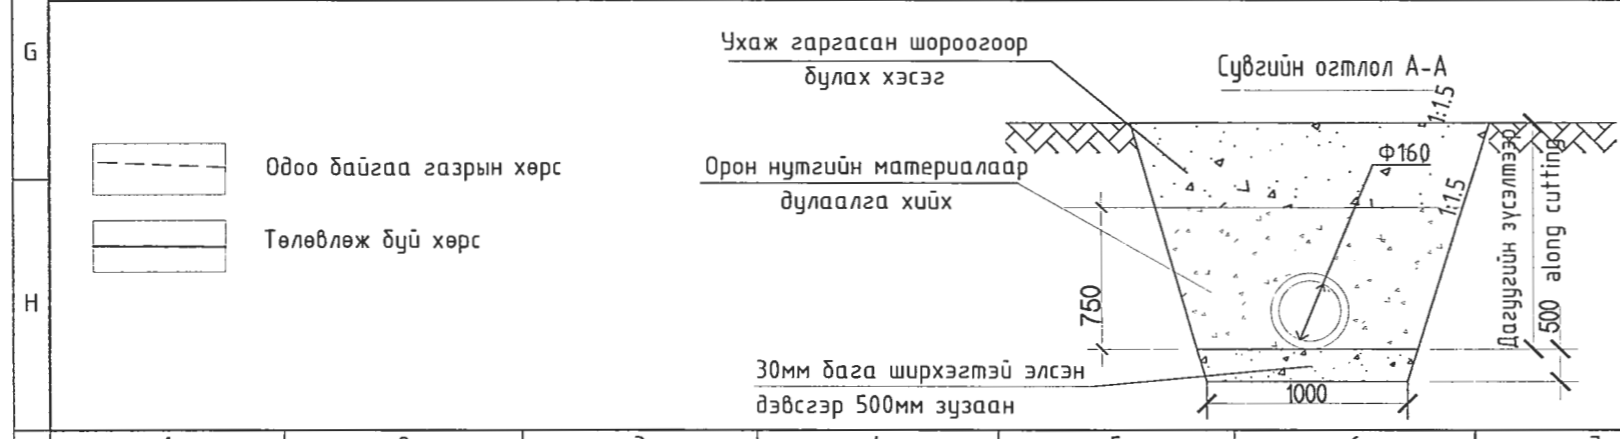 G
H
Одоо байгаа газрын хөрс
Төлөвлөж буй хөрс
Ухаж гаргасан шороогоор
булах хэсэг
Сувгийн огтлол А-А
1:1.5
Орон нутгийн материалаар
дулаалга хийх
Ф160
1:1.5
Дагуугийн зүсэлтээр
along cutting
750
500
30мм бага ширхэгтэй элсэн
дэвсгэр 500мм зузаан
1000